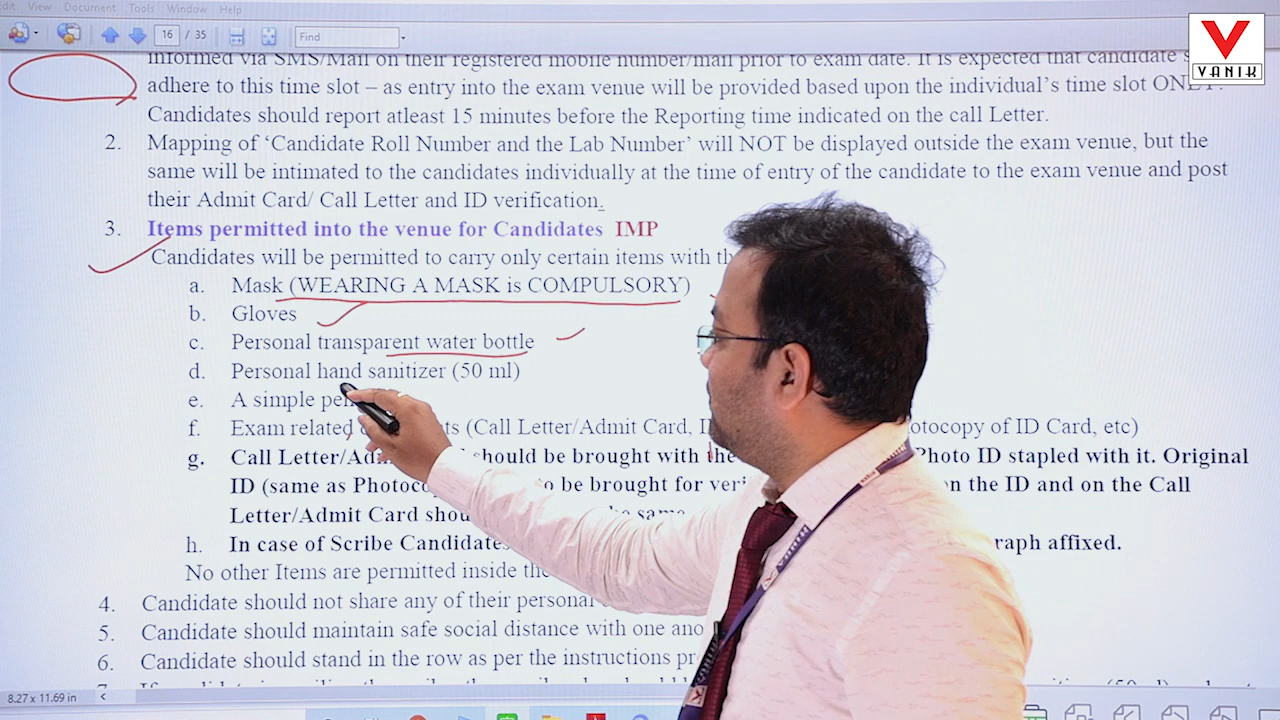 Edit View Document Tools Window Help
16 / 35 Find
VANIK
informed via SMS/Mail on their registered mobile number/mail prior to exam date. It is expected that candidate
adhere to this time slot – as entry into the exam venue will be provided based upon the individual's time slot ONLY.
Candidates should report atleast 15 minutes before the Reporting time indicated on the call Letter.
2. Mapping of 'Candidate Roll Number and the Lab Number' will NOT be displayed outside the exam venue, but the
same will be intimated to the candidates individually at the time of entry of the candidate to the exam venue and post
their Admit Card/ Call Letter and ID verification.
3. Items permitted into the venue for Candidates IMP
Candidates will be permitted to carry only certain items with
a. Mask (WEARING A MASK is COMPULSORY)
b. Gloves
c. Personal transparent water bottle
d. Personal hand sanitizer (50 ml)
e. A simple pen
f. Exam related (Call Letter/Admit Card, of ID Card, etc)
g. Call Letter/ should be brought with the Photo ID stapled with it. Original
ID (same as to be brought for on the ID and on the Call
Letter/Admit Card be same
h. In case of Scribe Candidates affixed.
No other Items are permitted inside the
4. Candidate should not share any of their personal
5. Candidate should maintain safe social distance with one
6. Candidate should stand in the row as per the instructions
8.27 x 11.69 in